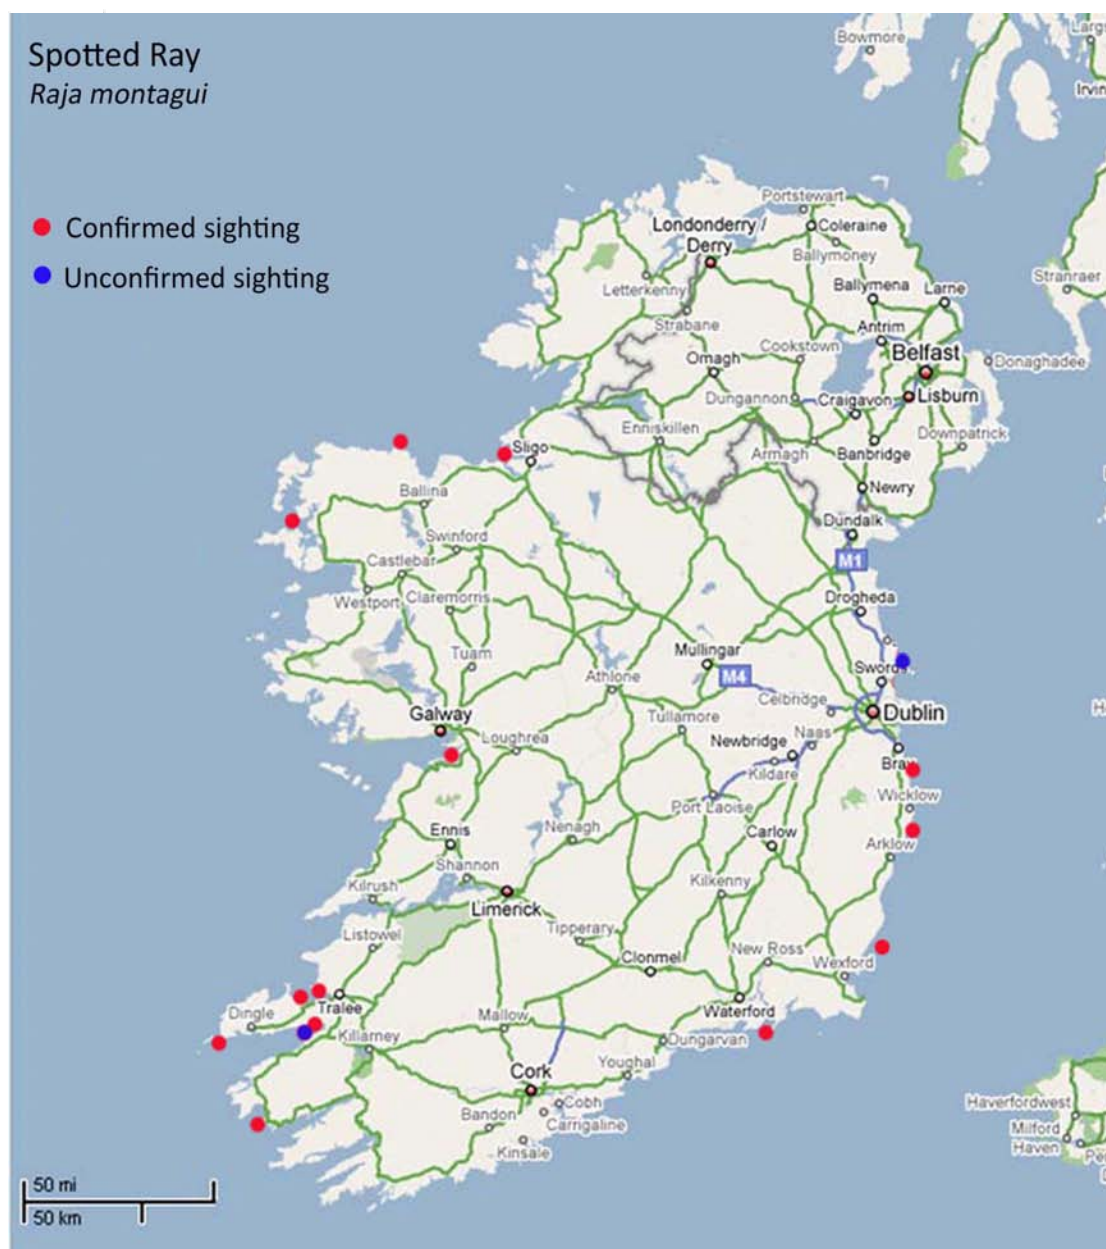 Spotted Ray
Raja montagui
Confirmed sighting
Unconfirmed sighting
Bowmore
Portstewart
Londonderry /
Derry
Coleraine
Ballymoney
Letterkenny
Ballymena
Larne
Stranraer
Strabane
Antrim
Cookstown
Belfast
Omagh
Donaghadee
Dungannon
Craigavon
Lisburn
Enniskillen
Downpatrick
Armagh
Banbridge
Sligo
Newry
Ballina
Dundalk
Swinford
M1
Castlebar
Westport
Claremorris
Drogheda
Mullingar
Tuam
M4
Swords
Athlone
Celbridge
Galway
Tullamore
Dublin
Loughrea
Naas
Newbridge
Bray
Kildare
Port Laoise
Wicklow
Ennis
Nenagh
Carlow
Arklow
Shannon
Kilrush
Kilkenny
Limerick
Tipperary
Listowel
New Ross
Clonmel
Wexford
Tralee
Waterford
Dingle
Mallow
Killarney
Dungarvan
Youghal
Cork
Cobh
Bandon
Carrigaline
Kinsale
Haverfordwest
Milford
Haven
50 mi
50 km